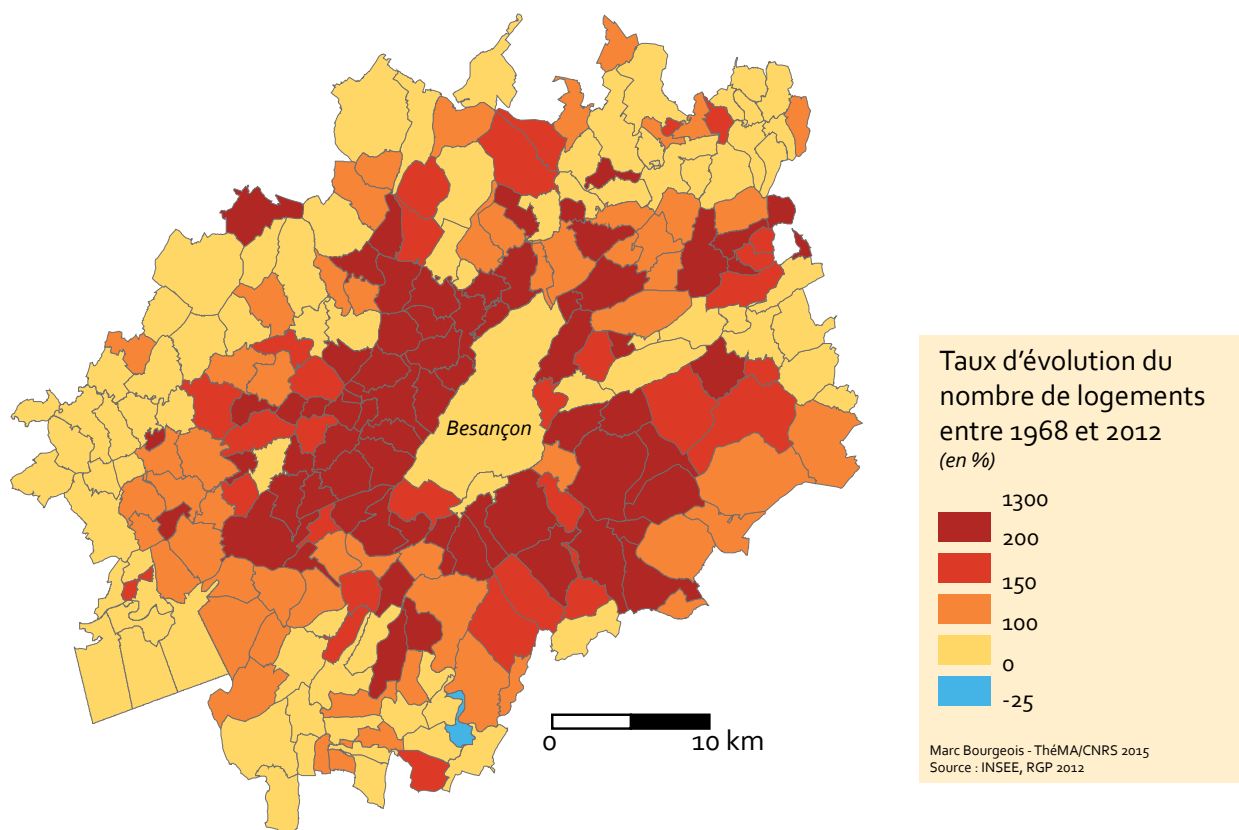 Besançon
0 10 km
Taux d'évolution du
nombre de logements
entre 1968 et 2012
(en %)
1300
200
150
100
0
-25
Marc Bourgeois - ThéMA/CNRS 2015
Source : INSEE, RGP 2012